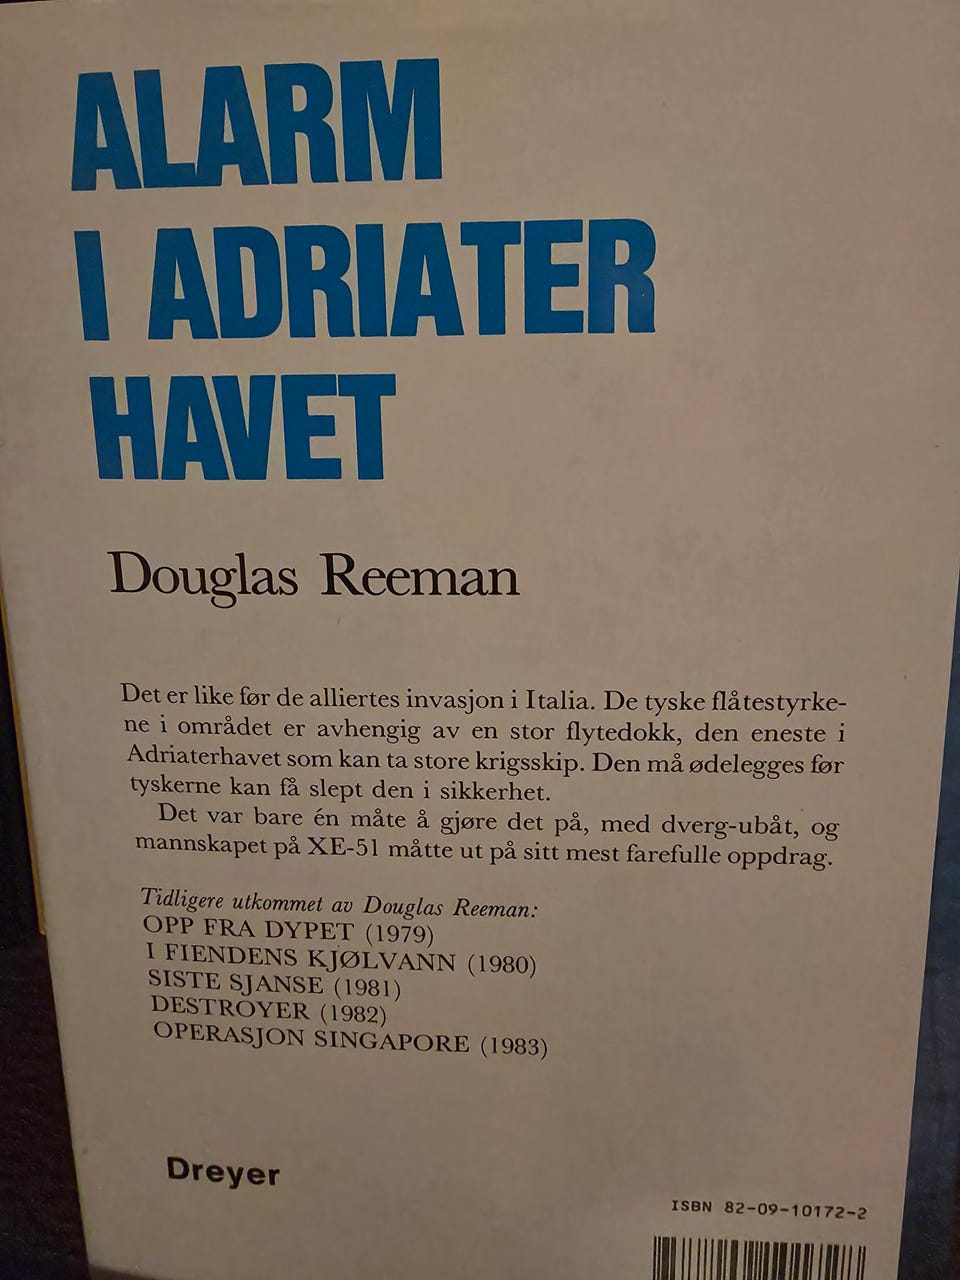 ALARM
I ADRIATER
HAVET
Douglas Reeman
Det er like før de alliertes invasjon i Italia. De tyske flåtestyrke-
ne i området er avhengig av en stor flytedokk, den eneste i
Adriaterhavet som kan ta store krigsskip. Den må ødelegges før
tyskerne kan få slept den i sikkerhet.
Det var bare én måte å gjøre det på, med dverg-ubåt, og
mannskapet på XE-51 måtte ut på sitt mest farefulle oppdrag.
Tidligere utkommet av Douglas Reeman:
OPP FRA DYPET (1979)
I FIENDENS KJØLVANN (1980)
SISTE SJANSE (1981)
DESTROYER (1982)
OPERASJON SINGAPORE (1983)
Dreyer
ISBN 82-09-10172-2